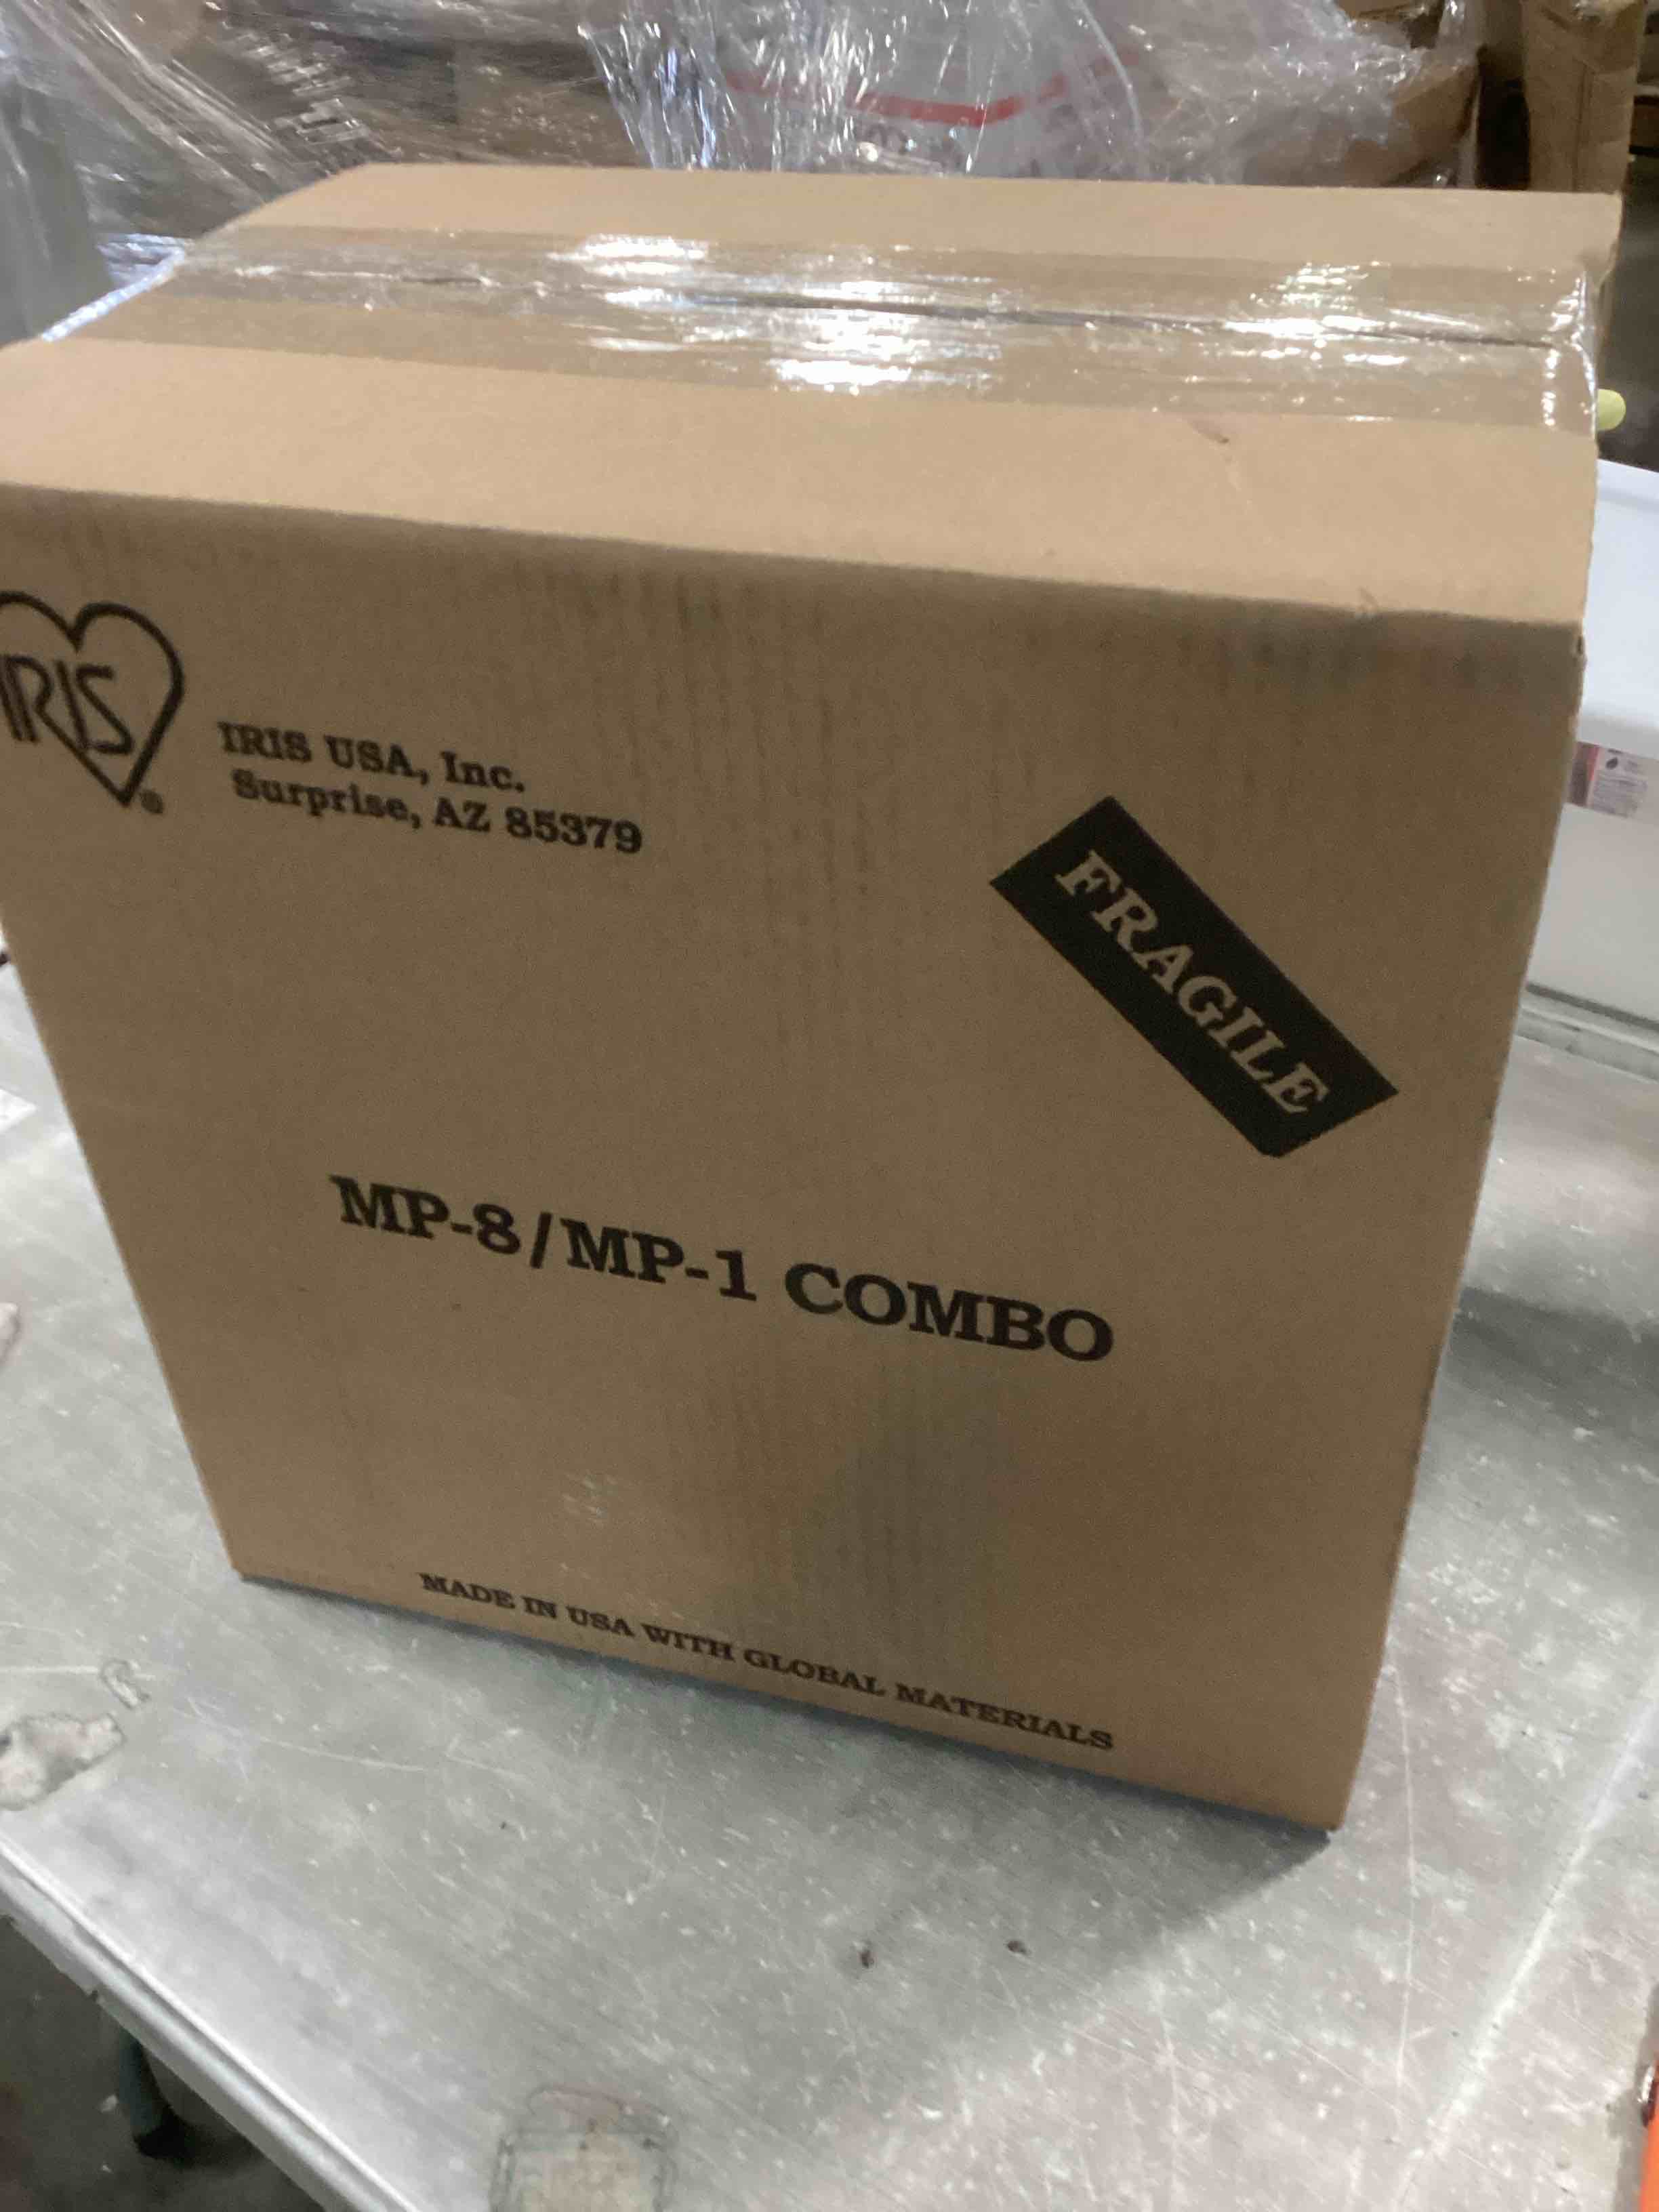 IRIS
®
IRIS USA, Inc.
Surprise, AZ 85379
FRAGILE
MP-8/MP-1 COMBO
MADE IN USA WITH GLOBAL MATERIALS